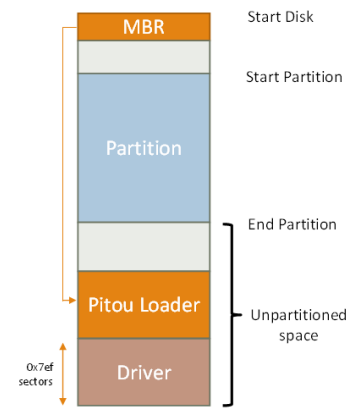 MBR
Start Disk
Start Partition
Partition
End Partition
Pitou Loader
Unpartitioned
space
0x7ef
sectors
Driver